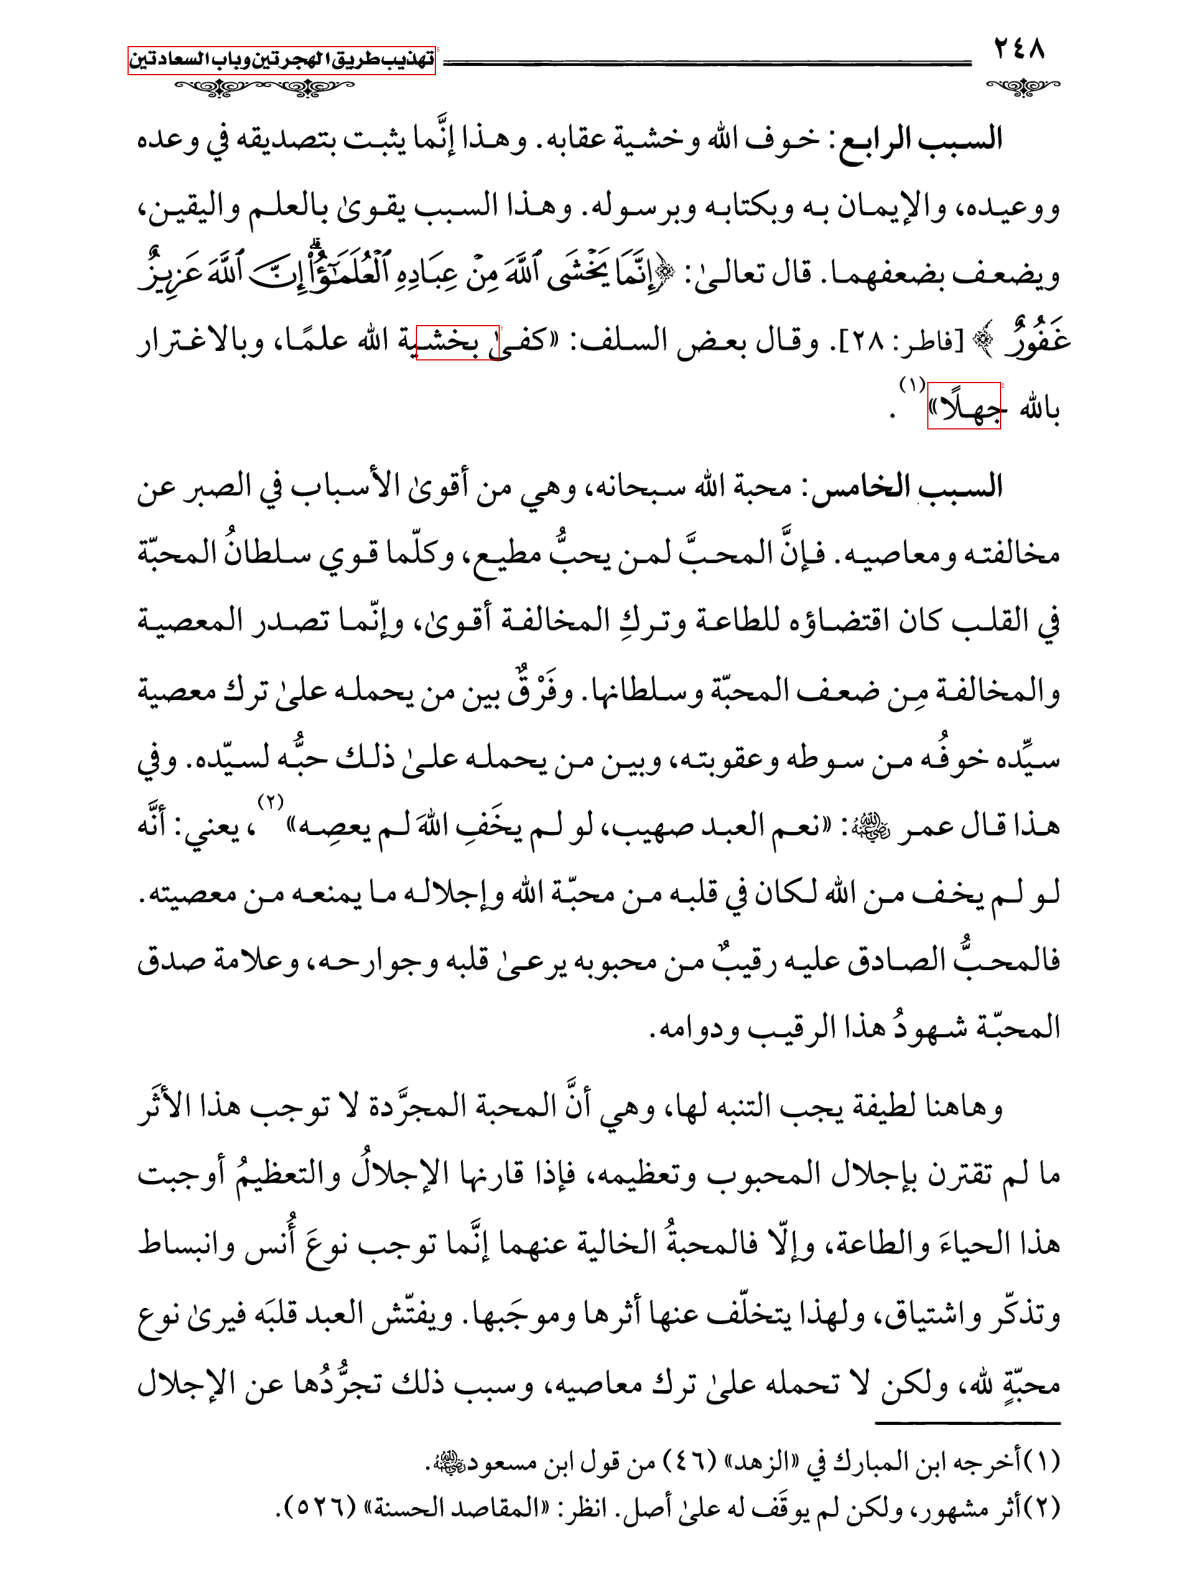 ٢٤٨
تهذيب طريق الهجرتين وباب السعادتين
السبب الرابع: خوف الله وخشية عقابه. وهذا إنَّما يثبت بتصديقه في وعده
ووعيده، والإيمان به وبكتابه وبرسوله. وهذا السبب يقوىٰ بالعلم واليقين،
ويضعف بضعفهما. قال تعالىٰ: ﴿إِنَّمَا يَخْشَى ٱللَّهَ مِنْ عِبَادِهِ ٱلْعُلَمَـٰٓؤُا۟ ۗ إِنَّ ٱللَّهَ عَزِيزٌ
غَفُورٌ﴾ [فاطر: ٢٨]. وقال بعض السلف: «كفىٰ بخشية الله علمًا، وبالاغترار
بالله جهلًا»(١).
السبب الخامس: محبة الله سبحانه، وهي من أقوىٰ الأسباب في الصبر عن
مخالفته ومعاصيه. فإنَّ المحبَّ لمن يحبُّ مطيع، وكلّما قوي سلطانُ المحبّة
في القلب كان اقتضاؤه للطاعة وتركِ المخالفة أقوىٰ، وإنّما تصدر المعصية
والمخالفة مِن ضعف المحبّة وسلطانها. وفَرْقٌ بين من يحمله علىٰ ترك معصية
سيِّده خوفُه من سوطه وعقوبته، وبين من يحمله علىٰ ذلك حبُّه لسيّده. وفي
هذا قال عمر رضي الله عنه: «نعم العبد صهيب، لو لم يخَفِ اللهَ لم يعصِه»(٢)، يعني: أنَّه
لو لم يخف من الله لكان في قلبه من محبّة الله وإجلاله ما يمنعه من معصيته.
فالمحبُّ الصادق عليه رقيبٌ من محبوبه يرعىٰ قلبه وجوارحه، وعلامة صدق
المحبّة شهودُ هذا الرقيب ودوامه.
وهاهنا لطيفة يجب التنبه لها، وهي أنَّ المحبة المجرَّدة لا توجب هذا الأثَر
ما لم تقترن بإجلال المحبوب وتعظيمه، فإذا قارنها الإجلالُ والتعظيمُ أوجبت
هذا الحياءَ والطاعة، وإلّا فالمحبةُ الخالية عنهما إنَّما توجب نوعَ أُنس وانبساط
وتذكّر واشتياق، ولهذا يتخلّف عنها أثرها وموجَبها. ويفتّش العبد قلبَه فيرىٰ نوع
محبّةٍ لله، ولكن لا تحمله علىٰ ترك معاصيه، وسبب ذلك تجرُّدُها عن الإجلال
(١) أخرجه ابن المبارك في «الزهد» (٤٦) من قول ابن مسعود رضي الله عنه.
(٢) أثر مشهور، ولكن لم يوقَف له علىٰ أصل. انظر: «المقاصد الحسنة» (٥٢٦).